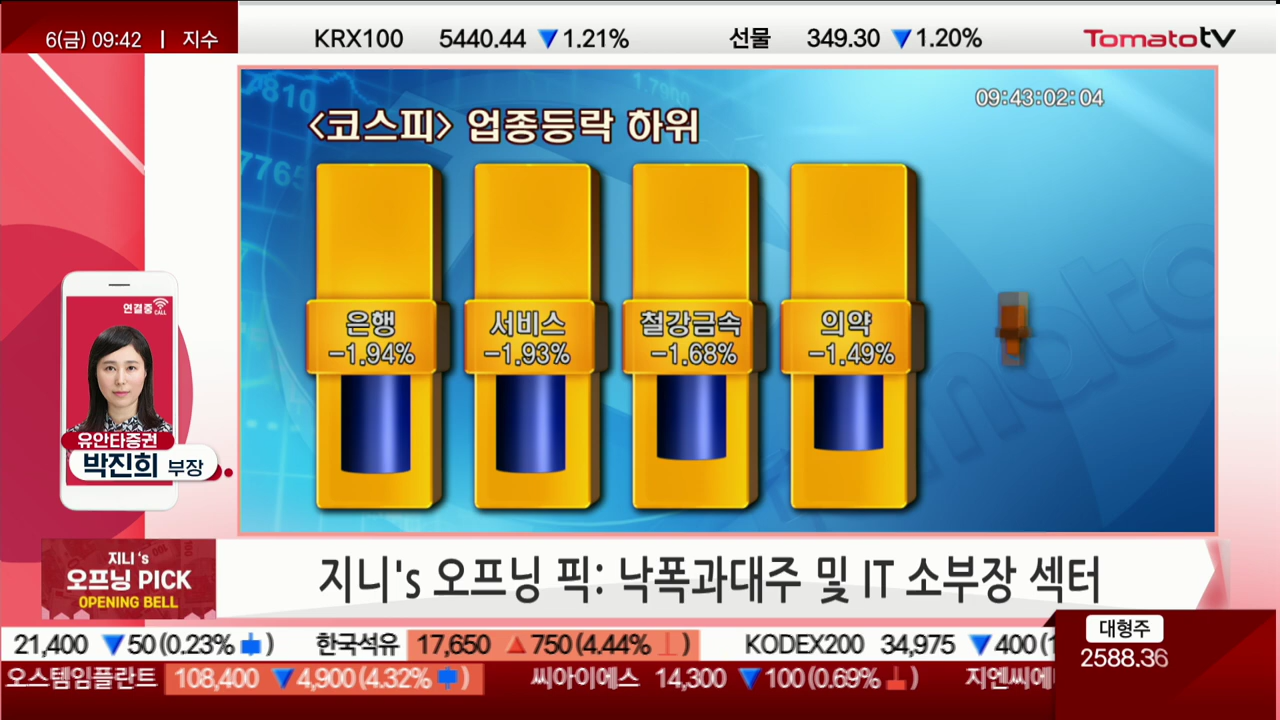 6(금) 09:42 | 지수
KRX100 5440.44 ▼1.21% 선물 349.30 ▼1.20%
Tomatotv
09:43:02:04
<코스피> 업종등락 하위
은행 서비스 철강금속 의약
-1.94% -1.93% -1.68% -1.49%
연결중
CALL
유안타증권
박진희 부장
지니's
오프닝 PICK
OPENING BELL
지니's 오프닝 픽: 낙폭과대주 및 IT 소부장 섹터
21,400 ▼50(0.23%) 한국석유 17,650 ▲750(4.44%) KODEX200 34,975 ▼400(1
대형주
2588.36
오스템임플란트 108,400 ▼4,900(4.32%) 씨아이에스 14,300 ▼100(0.69%) 지엔씨에